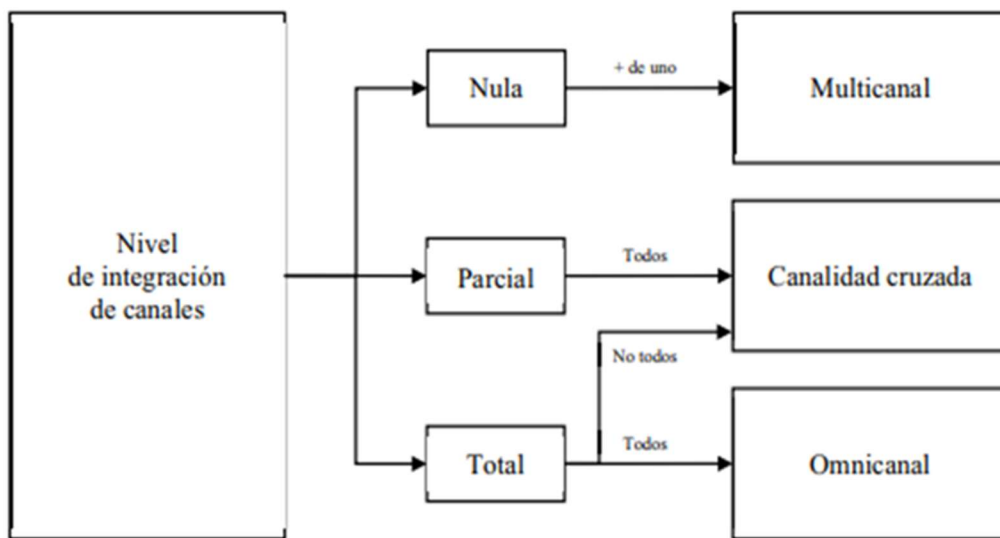 Nivel
de integración
de canales
Nula
+ de uno
Multicanal
Parcial
Todos
Canalidad cruzada
No todos
Total
Todos
Omnicanal